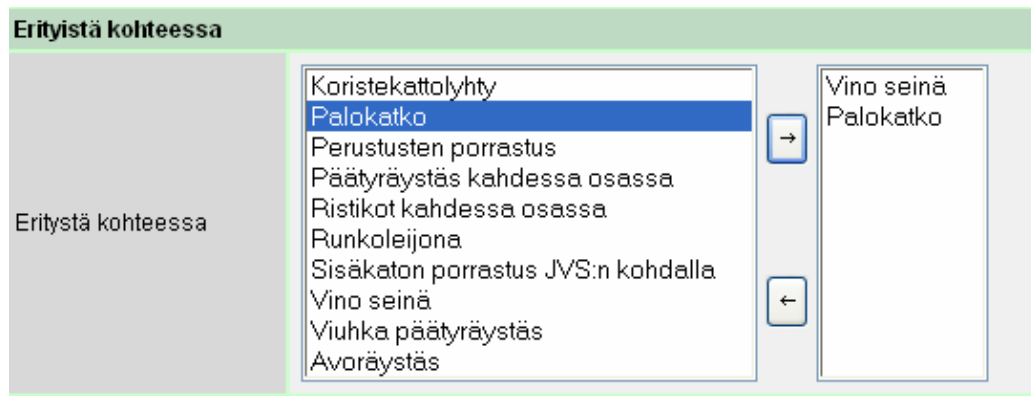 Erityistä kohteessa
Eritystä kohteessa
Koristekattolyhty
Palokatko
Perustusten porrastus
Päätyräystäs kahdessa osassa
Ristikot kahdessa osassa
Runkoleijona
Sisäkaton porrastus JVS:n kohdalla
Vino seinä
Viuhka päätyräystäs
Avoräystäs
→
←
Vino seinä
Palokatko